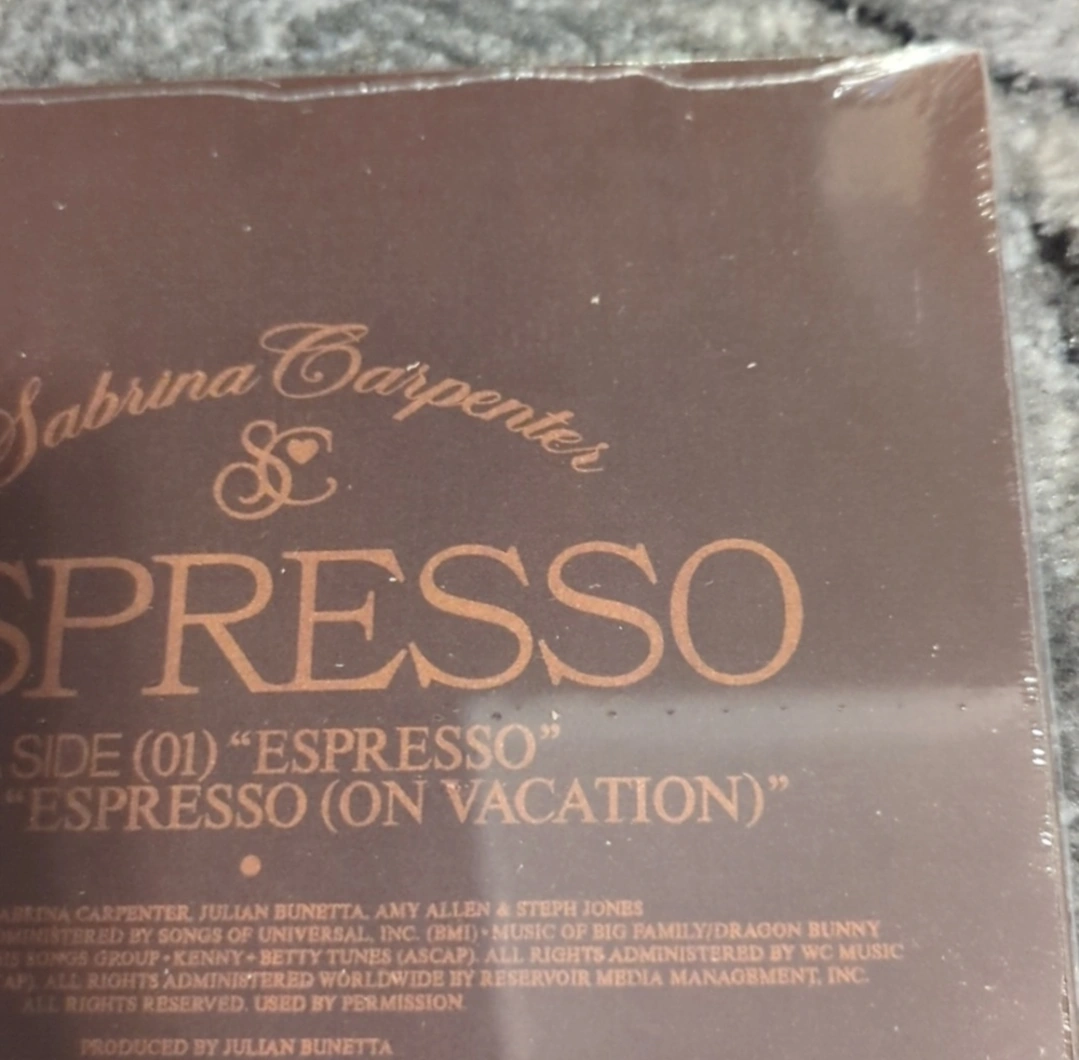 Sabrina Carpenter
SC
SPRESSO
SIDE (01) “ESPRESSO”
“ESPRESSO (ON VACATION)”
SABRINA CARPENTER, JULIAN BUNETTA, AMY ALLEN & STEPH JONES
ADMINISTERED BY SONGS OF UNIVERSAL, INC. (BMI) • MUSIC OF BIG FAMILY/DRAGON BUNNY
SONGS GROUP • KENNY + BETTY TUNES (ASCAP). ALL RIGHTS ADMINISTERED BY WC MUSIC
AP). ALL RIGHTS ADMINISTERED WORLDWIDE BY RESERVOIR MEDIA MANAGEMENT, INC.
ALL RIGHTS RESERVED. USED BY PERMISSION.
PRODUCED BY JULIAN BUNETTA